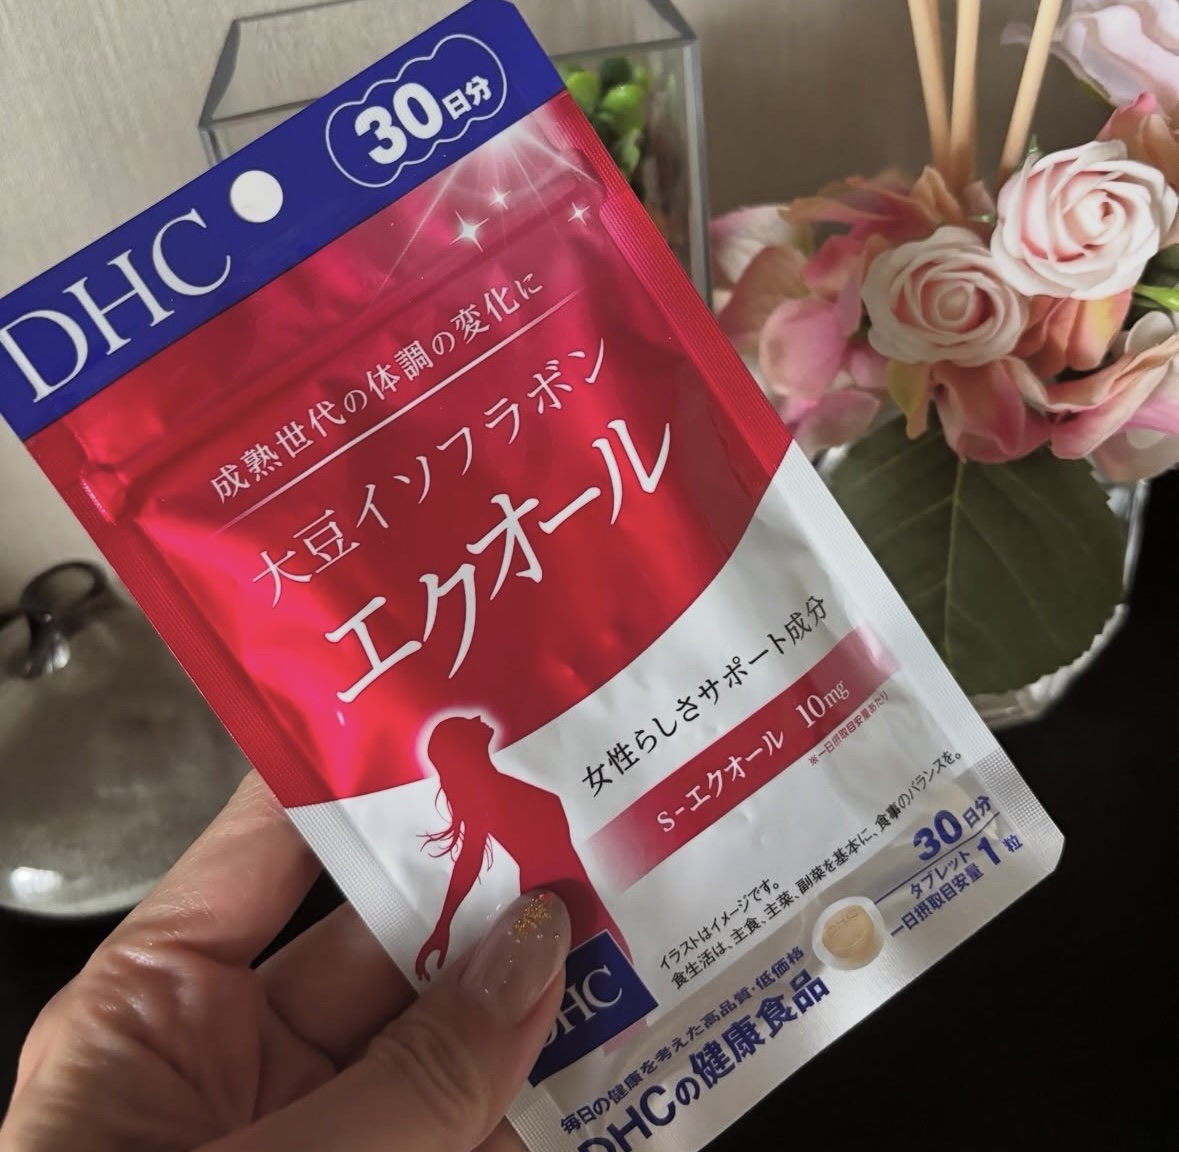 DHC
30日分
成熟世代の体調の変化に
大豆イソフラボン
エクオール
女性らしさサポート成分
S-エクオール 10mg
※一日摂取目安量あたり
イラストはイメージです。
食生活は、主食、主菜、副菜を基本に、食事のバランスを。
30日分
タブレット
一日摂取目安量 1粒
DHC
毎日の健康を考えた高品質・低価格
DHCの健康食品